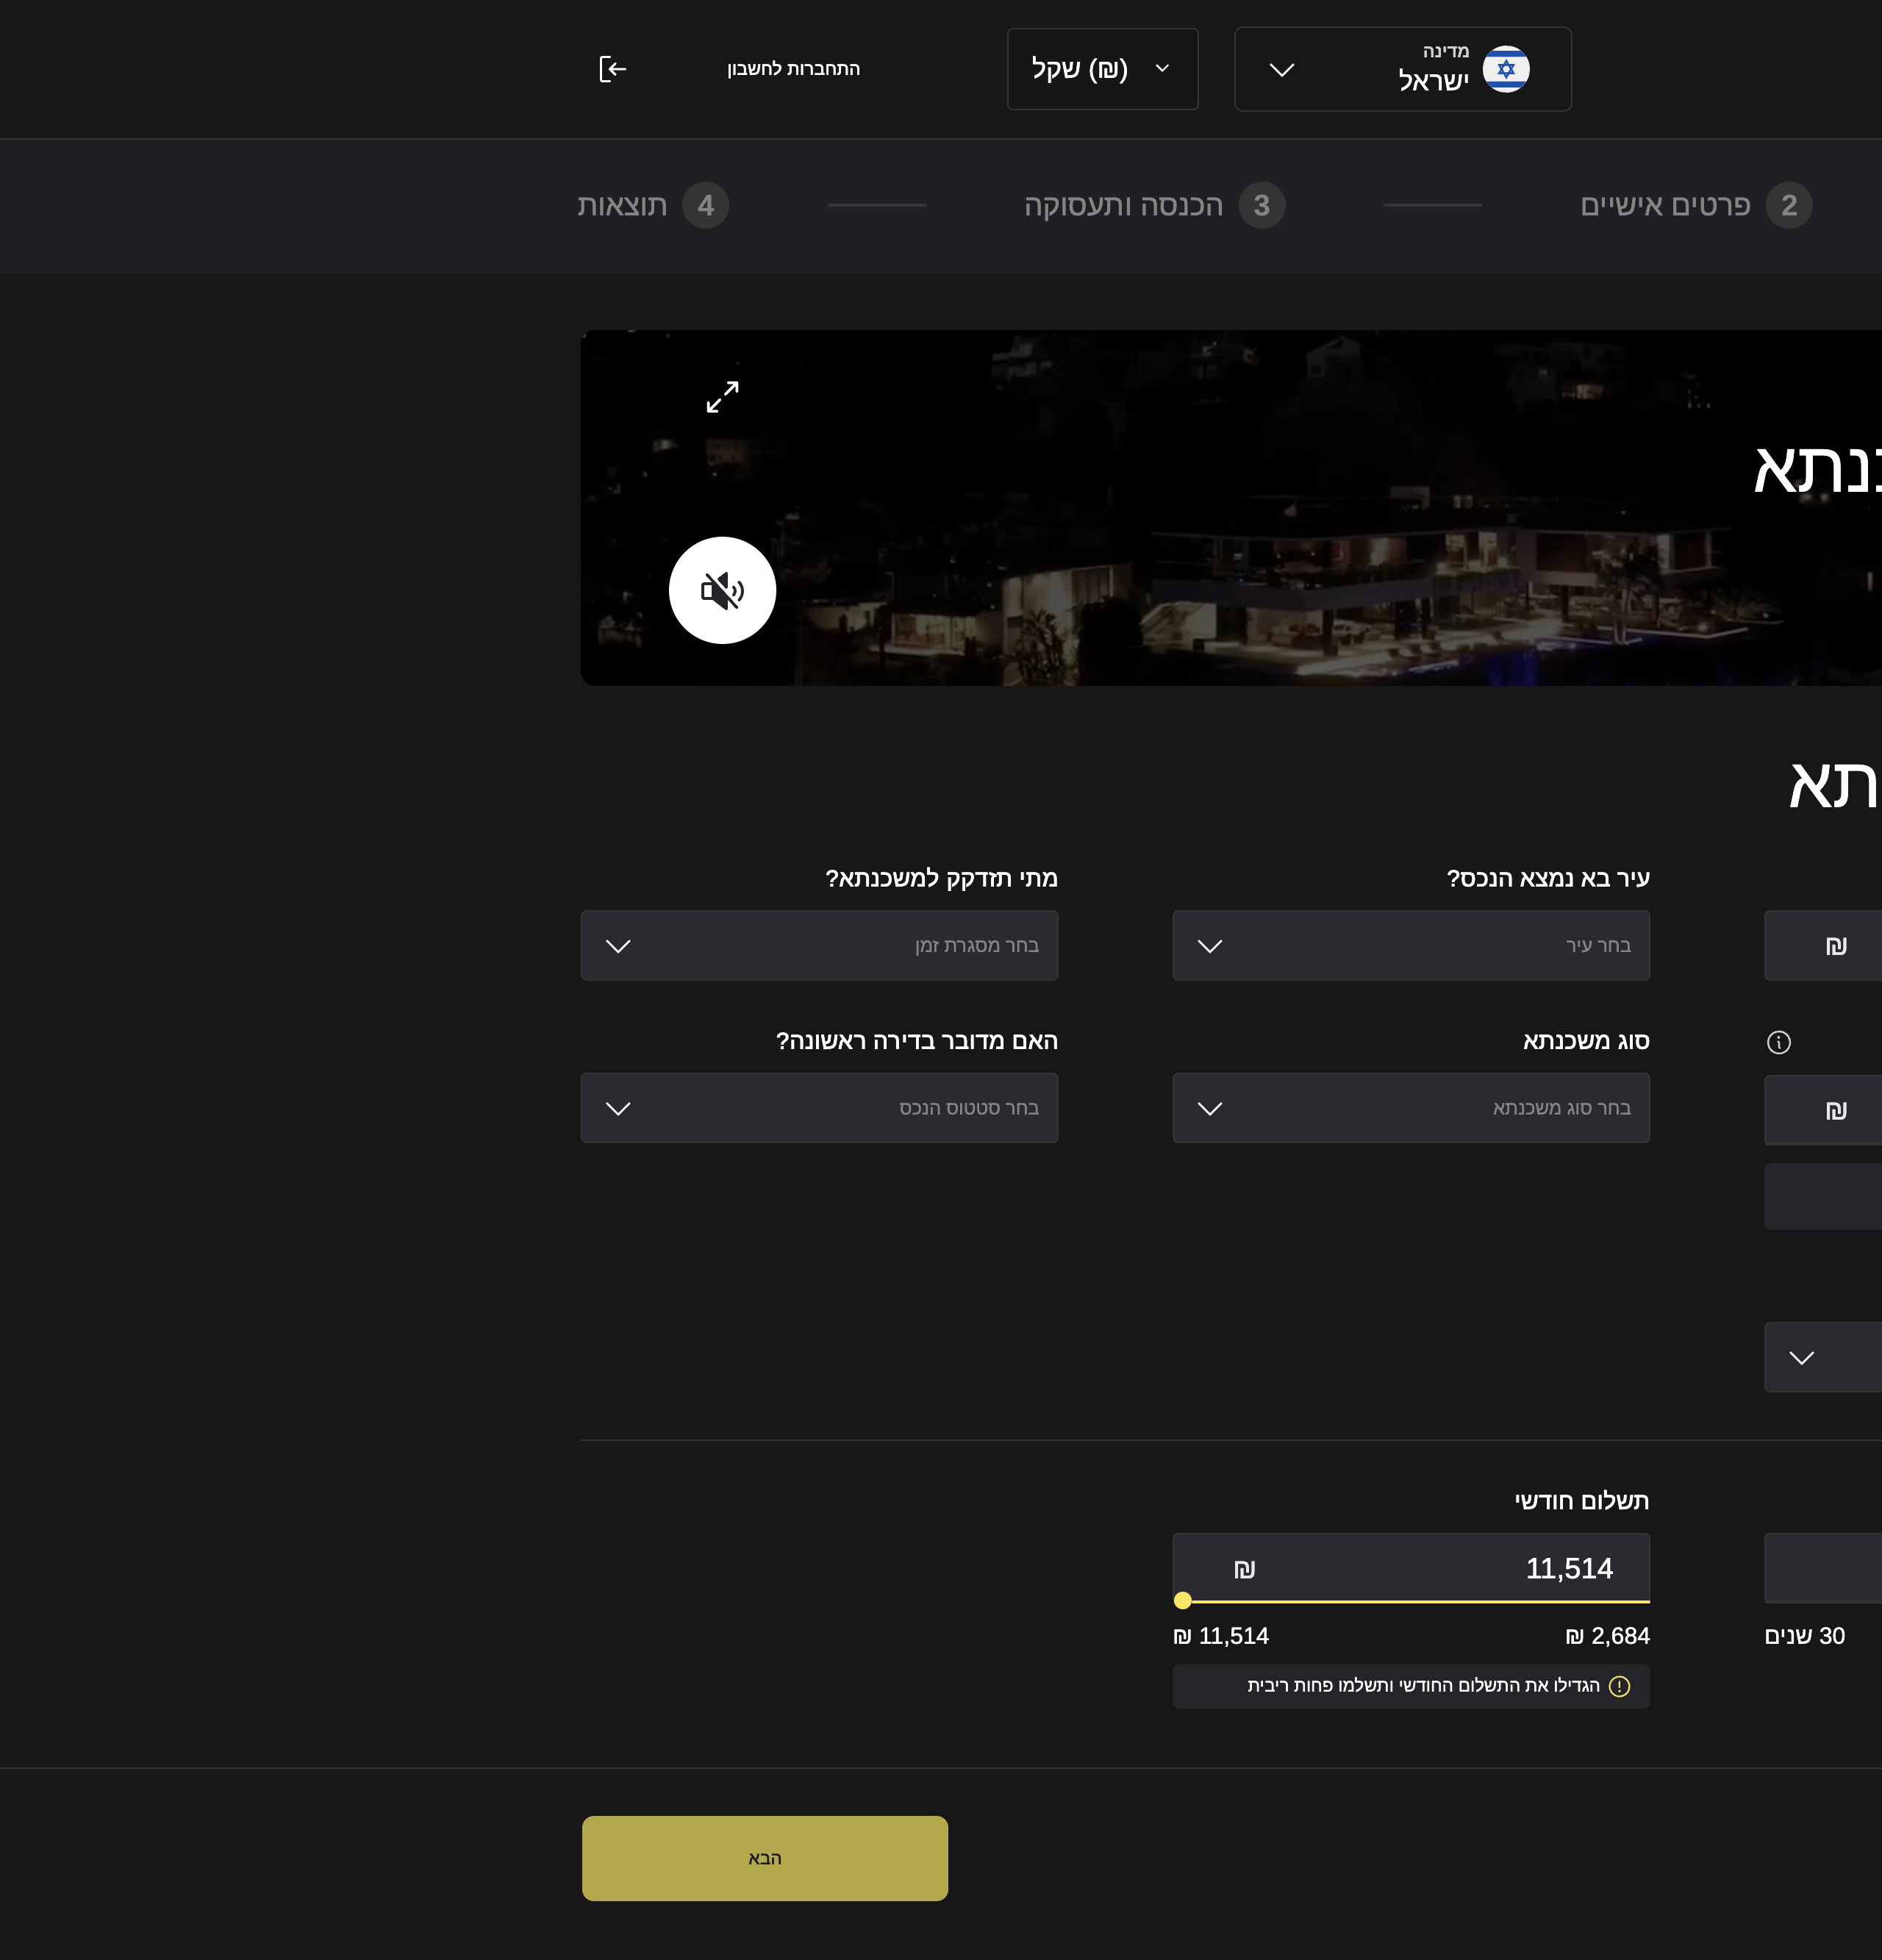 מדינה
ישראל
(₪) שקל
התחברות לחשבון
2 פרטים אישיים
3 הכנסה ותעסוקה
4 תוצאות
נתא
תא
עיר בא נמצא הנכס?
מתי תזדקק למשכנתא?
₪
בחר עיר
בחר מסגרת זמן
סוג משכנתא
האם מדובר בדירה ראשונה?
₪
בחר סוג משכנתא
בחר סטטוס הנכס
תשלום חודשי
11,514 ₪
30 שנים
2,684 ₪
11,514 ₪
הגדילו את התשלום החודשי ותשלמו פחות ריבית
הבא